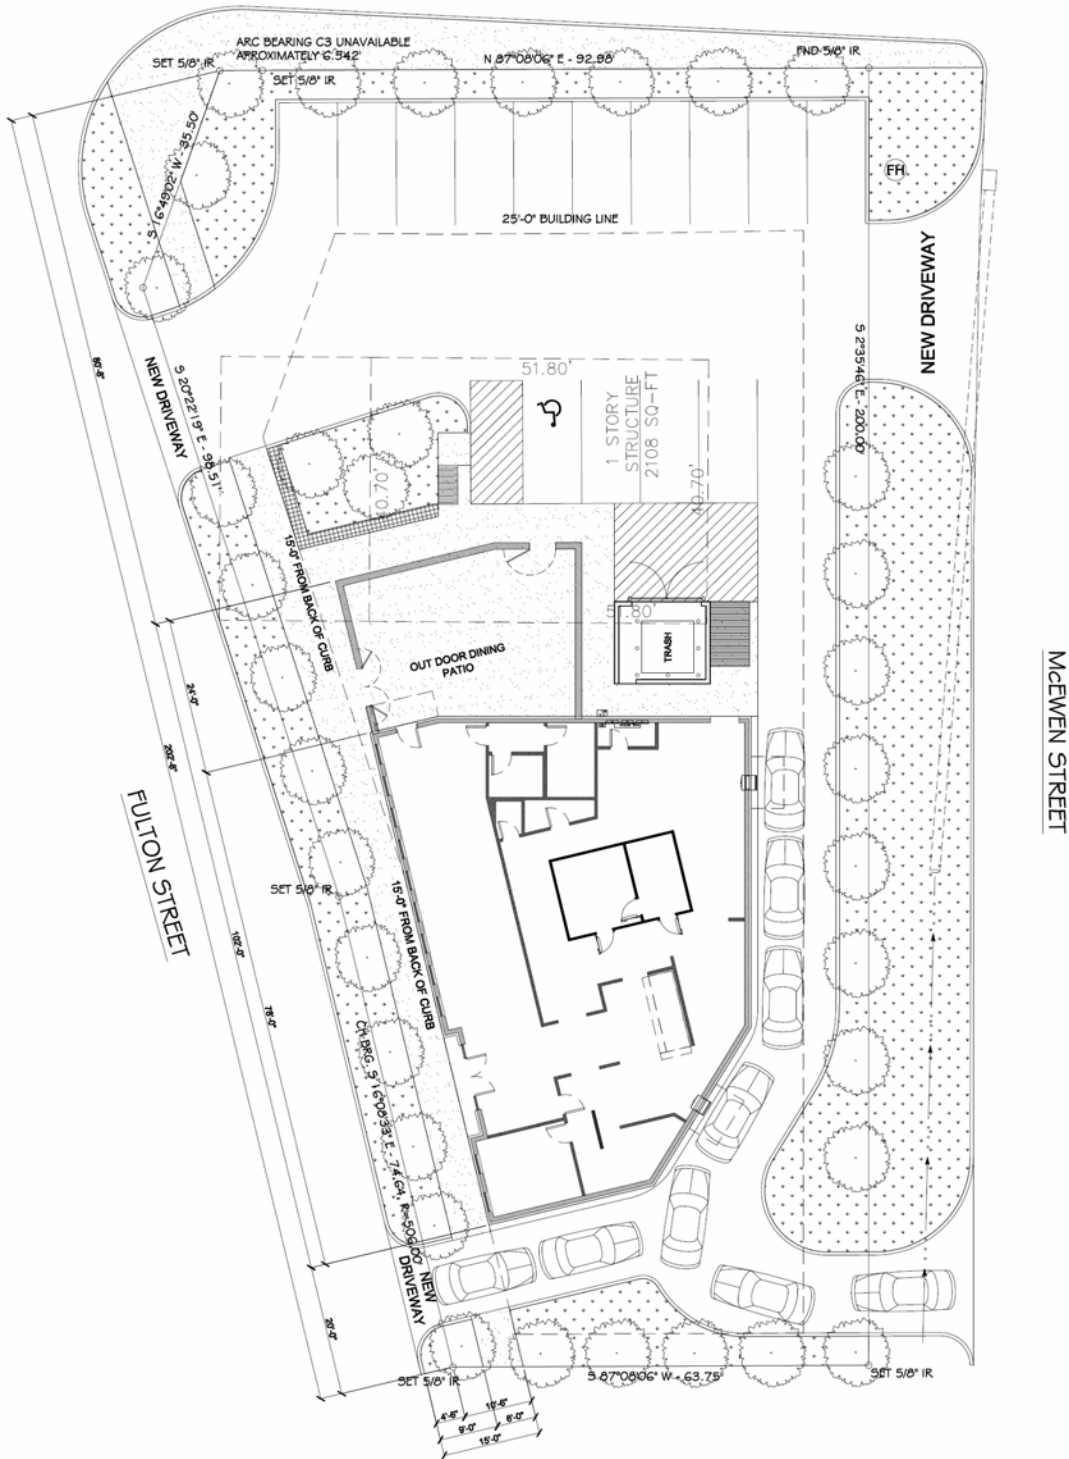 ARC BEARING C3 UNAVAILABLE
APROXIMATELY 6.542'
SET 5/8" IR
SET 5/8" IR
N 87°08'06" E - 92.98'
FND 5/8" IR
S 16°49'02" W - 35.50'
FH
25'-0" BUILDING LINE
NEW DRIVEWAY
S 2°35'46" E - 200.00'
NEW DRIVEWAY
S 20°22'19" E - 98.51'
51.80'
1 STORY
STRUCTURE
2108 SQ-FT
40.70'
40.70'
51.80'
TRASH
15'-0" FROM BACK OF CURB
OUT DOOR DINING
PATIO
McEWEN STREET
FULTON STREET
24'-0"
202'-8"
SET 5/8" IR
15'-0" FROM BACK OF CURB
102'-0"
78'-0"
CH BRG. S 16°08'33" E - 74.64, R=506.00'
NEW
DRIVEWAY
20'-0"
SET 5/8" IR
S 87°08'06" W - 63.75'
SET 5/8" IR
4'-6"
10'-6"
9'-0"
6'-0"
15'-0"